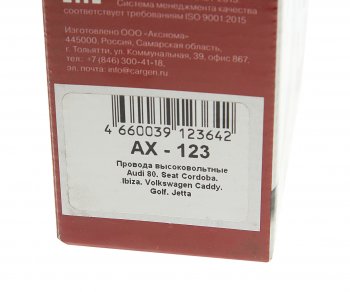 Система менеджмента качества
соответствует требованиям ISO 9001:2015
Изготовлено ООО «Аксиома»
445000, Россия, Самарская область,
г. Тольятти, ул. Коммунальная, 39, офис 867,
тел.: +7 (846) 300-41-18,
эл. почта: info@cargen.ru
4 660039 123642
AX - 123
Провода высоковольтные
Audi 80. Seat Cordoba.
Ibiza. Volkswagen Caddy.
Golf. Jetta